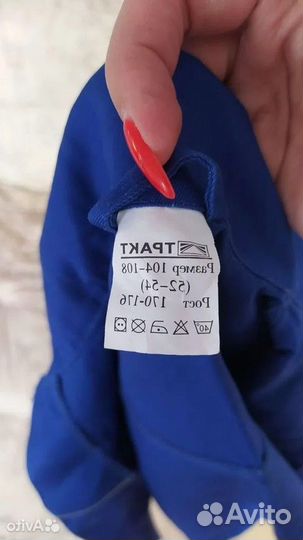 ТРАКТ
Размер 104-108
(52-54)
Рост 170-176
40
Avito
Avito